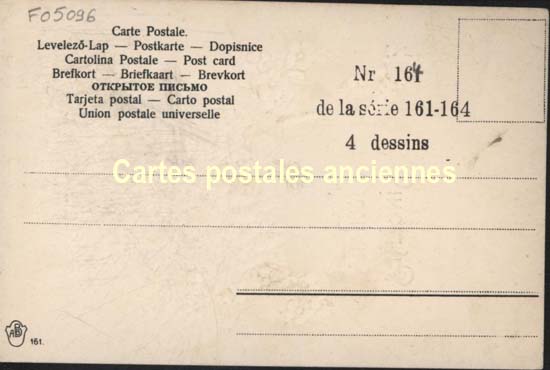 F05096
Carte Postale.
Levelező-Lap — Postkarte — Dopisnice
Cartolina Postale — Post card
Brefkort — Briefkaart — Brevkort
ОТКРЫТОЕ ПИСЬМО
Tarjeta postal — Carto postal
Union postale universelle
Nr 164
de la série 161-164
4 dessins
Cartes postales anciennes
161.